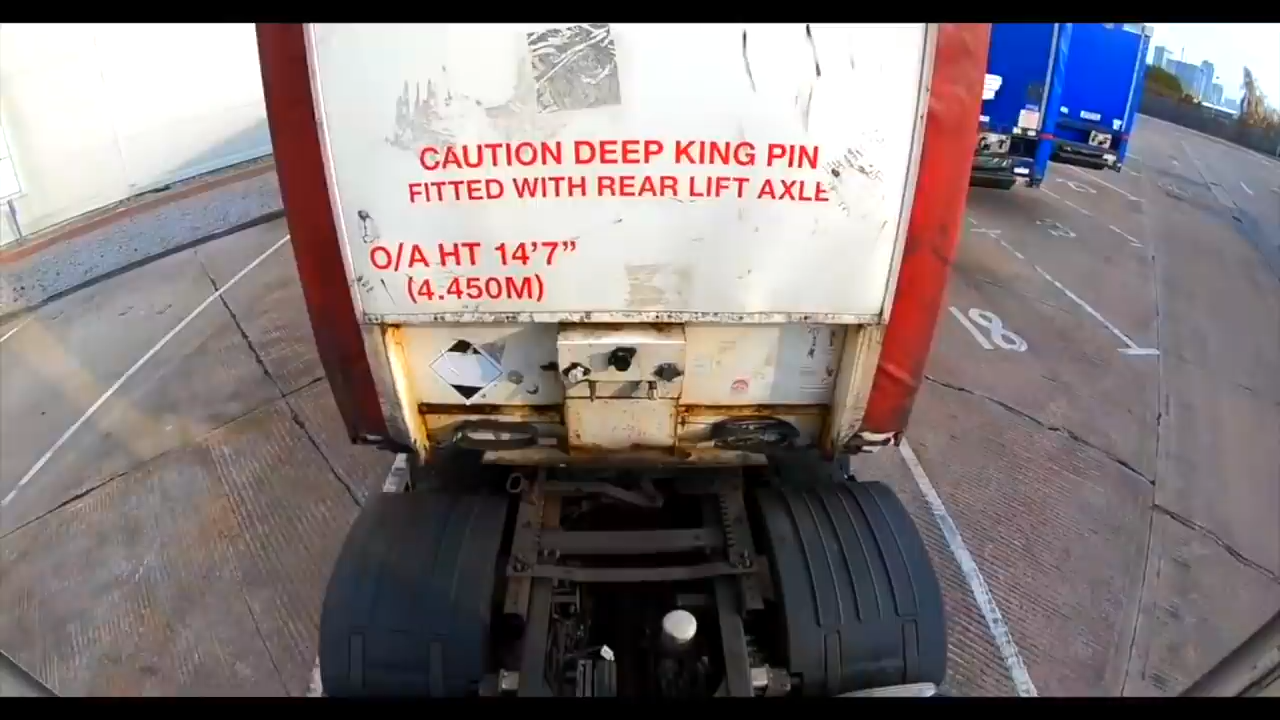 CAUTION DEEP KING PIN
FITTED WITH REAR LIFT AXLE
O/A HT 14’7”
(4.450M)
18